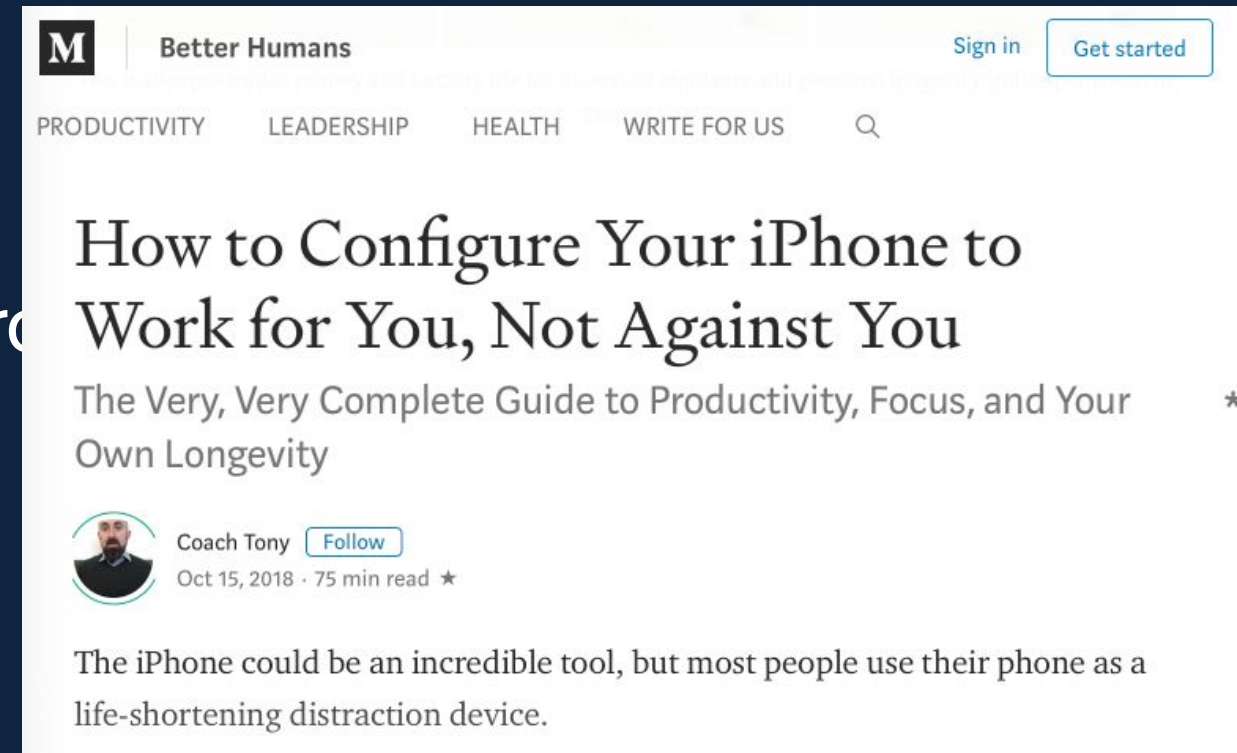 M Better Humans Sign in Get started
PRODUCTIVITY LEADERSHIP HEALTH WRITE FOR US
How to Configure Your iPhone to
Work for You, Not Against You
The Very, Very Complete Guide to Productivity, Focus, and Your *
Own Longevity
Coach Tony Follow
Oct 15, 2018 · 75 min read ★
The iPhone could be an incredible tool, but most people use their phone as a
life-shortening distraction device.